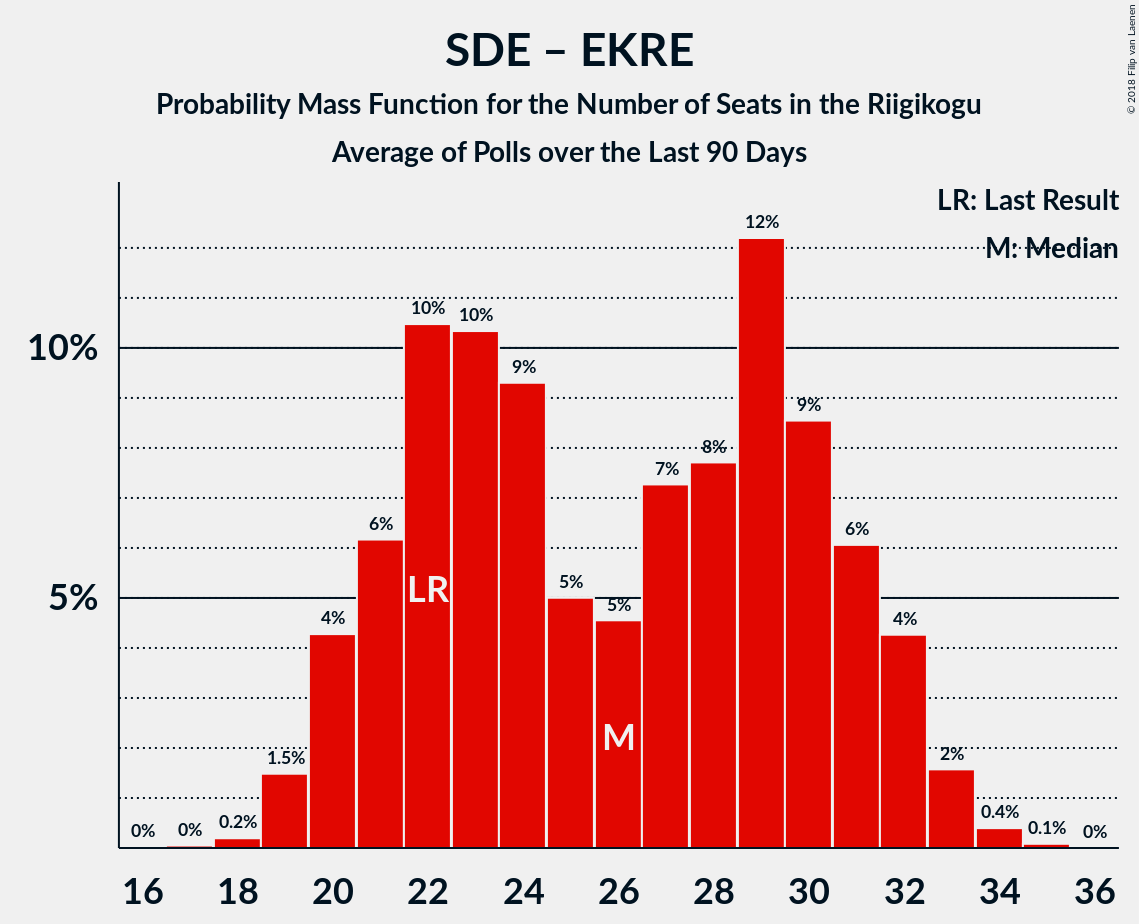 SDE – EKRE
Probability Mass Function for the Number of Seats in the Riigikogu
Average of Polls over the Last 90 Days
© 2018 Filip van Laenen
LR: Last Result
M: Median
10%
5%
0%
0%
0.2%
1.5%
4%
6%
10%
10%
9%
5%
5%
7%
8%
12%
9%
6%
4%
2%
0.4%
0.1%
0%
LR
M
16 18 20 22 24 26 28 30 32 34 36